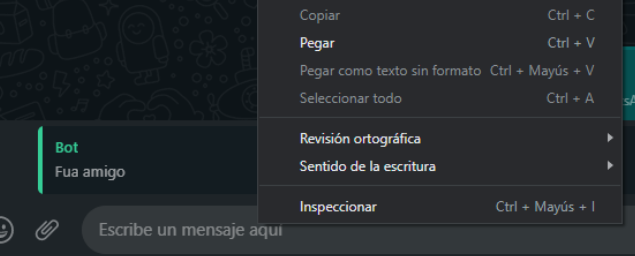 Copiar Ctrl + C
Pegar Ctrl + V
Pegar como texto sin formato Ctrl + Mayús + V
Seleccionar todo Ctrl + A
Revisión ortográfica
Sentido de la escritura
Inspeccionar Ctrl + Mayús + I
Bot
Fua amigo
Escribe un mensaje aquí